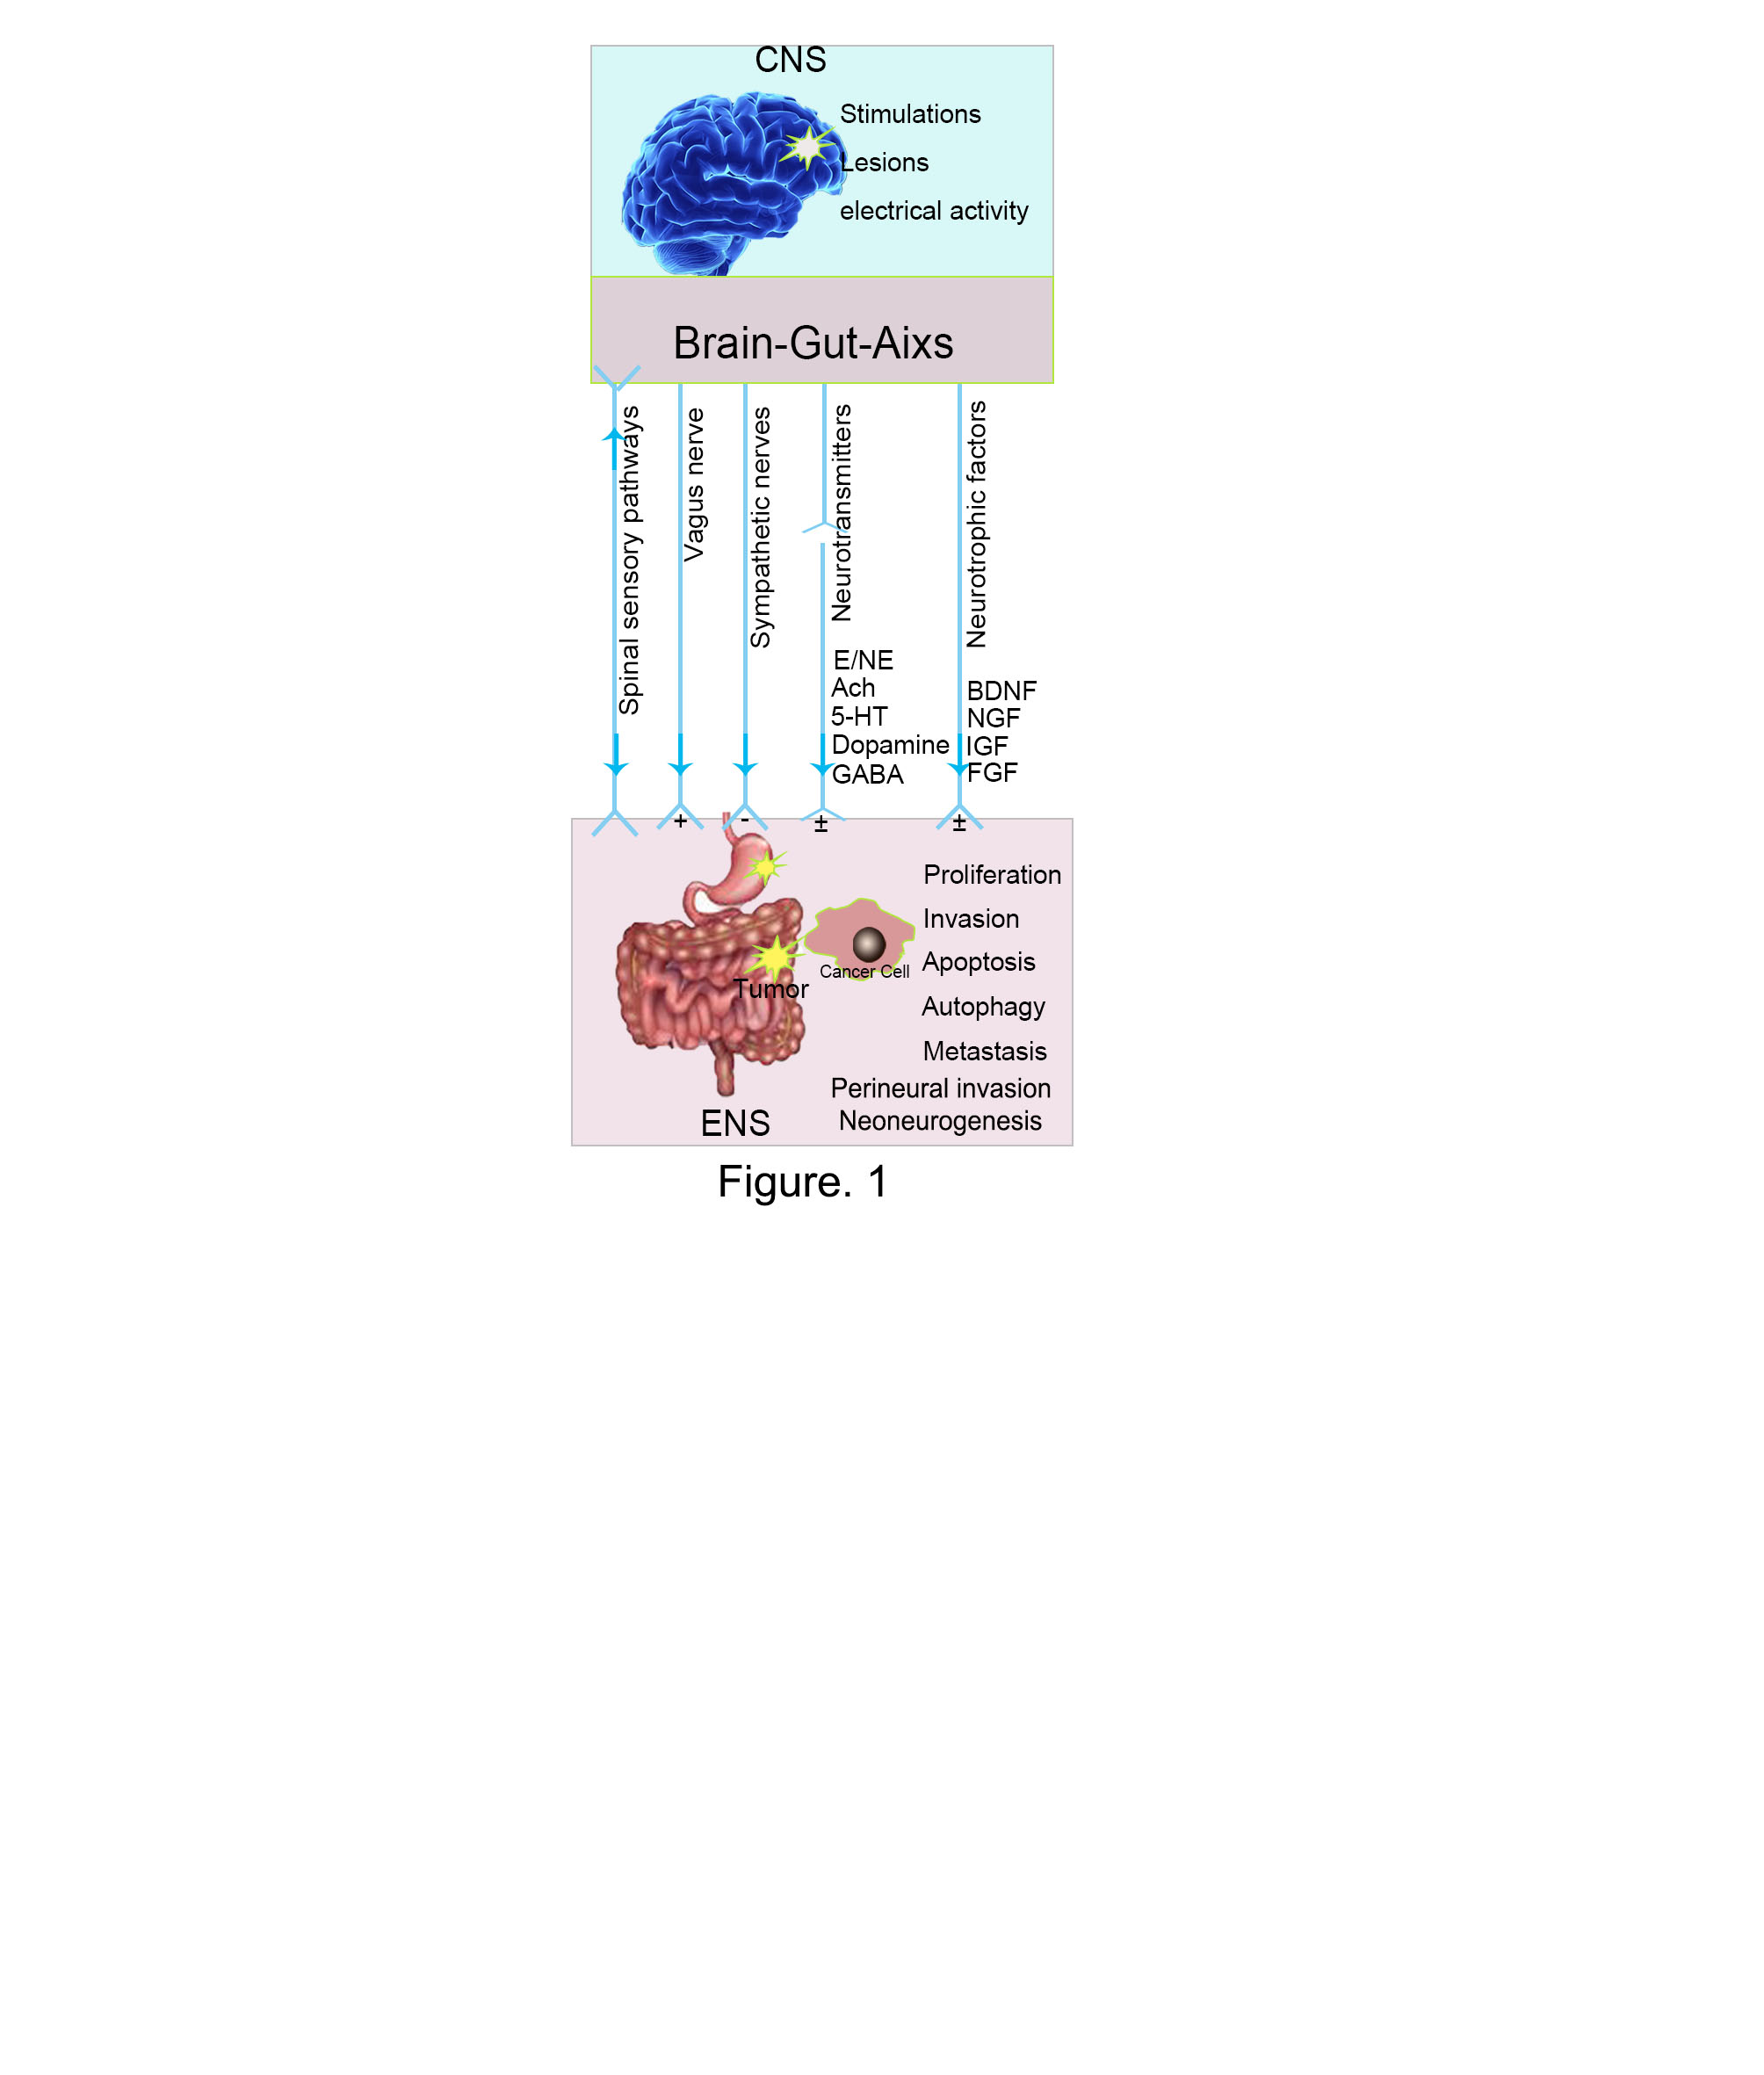 CNS
Stimulations
Lesions
electrical activity
Brain-Gut-Aixs
Spinal sensory pathways
Vagus nerve
Sympathetic nerves
Neurotransmitters
Neurotrophic factors
E/NE
Ach
5-HT
Dopamine
GABA
BDNF
NGF
IGF
FGF
+
-
±
±
Proliferation
Invasion
Apoptosis
Autophagy
Metastasis
Perineural invasion
Neoneurogenesis
Cancer Cell
Tumor
ENS
Figure. 1